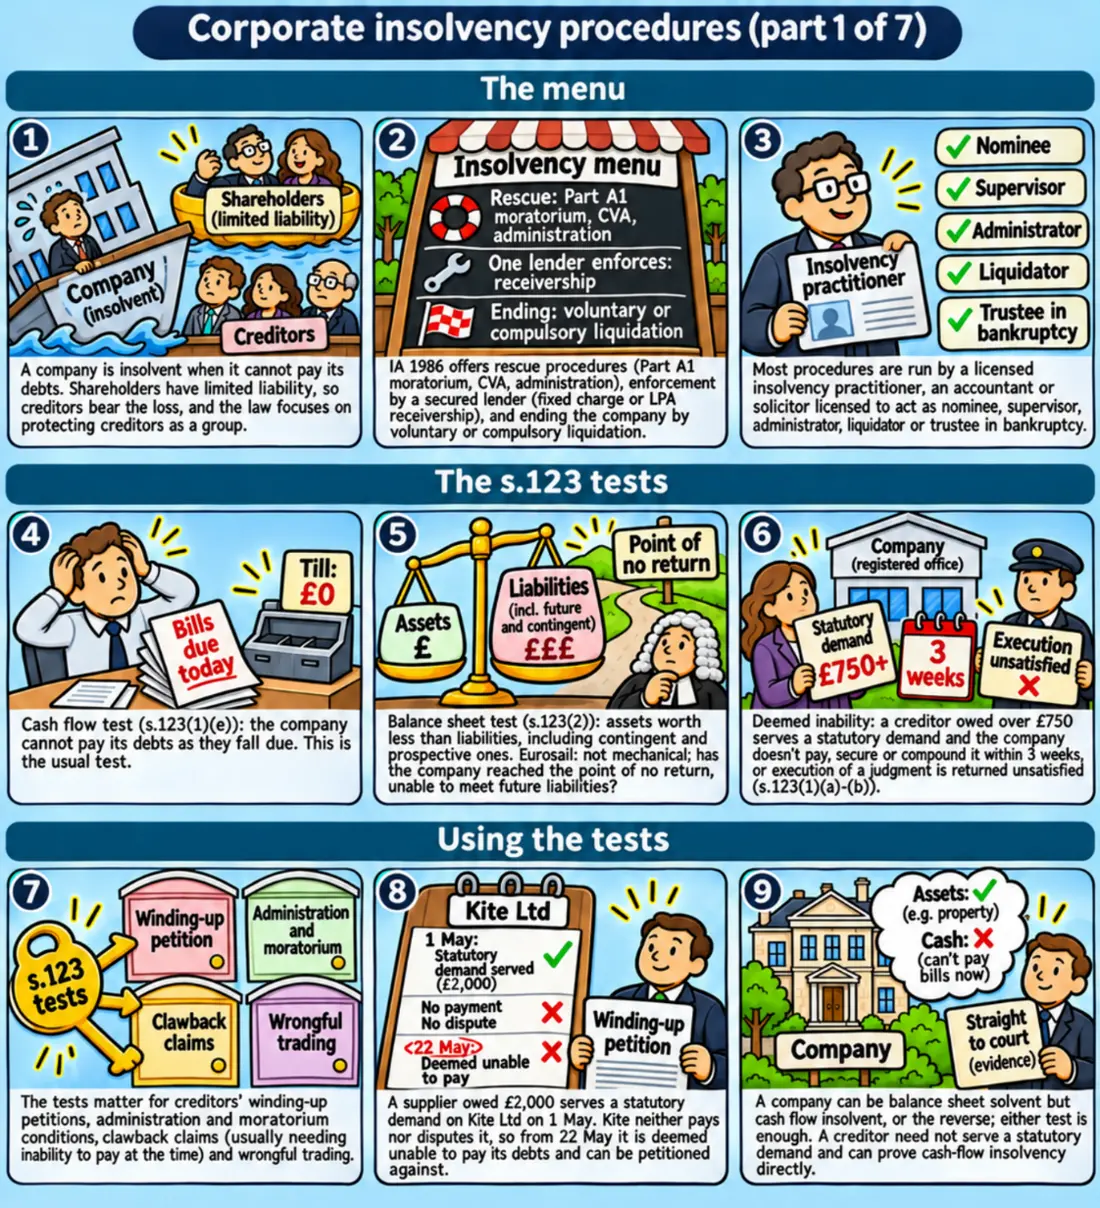 Corporate insolvency procedures (part 1 of 7)
The menu
1
Shareholders
(limited liability)
Company
(insolvent)
Creditors
A company is insolvent when it cannot pay its
debts. Shareholders have limited liability, so
creditors bear the loss, and the law focuses on
protecting creditors as a group.
2
Insolvency menu
Rescue: Part A1
moratorium, CVA,
administration
One lender enforces:
receivership
Ending: voluntary or
compulsory liquidation
IA 1986 offers rescue procedures (Part A1
moratorium, CVA, administration), enforcement
by a secured lender (fixed charge or LPA
receivership), and ending the company by
voluntary or compulsory liquidation.
3
Insolvency
practitioner
Nominee
Supervisor
Administrator
Liquidator
Trustee in
bankruptcy
Most procedures are run by a licensed
insolvency practitioner, an accountant or
solicitor licensed to act as nominee, supervisor,
administrator, liquidator or trustee in bankruptcy.
The s.123 tests
4
Bills
due
today
Till:
£0
Cash flow test (s.123(1)(e)): the company
cannot pay its debts as they fall due. This is
the usual test.
5
Assets
£
Liabilities
(incl. future
and contingent)
£££
Point of
no return
Balance sheet test (s.123(2)): assets worth
less than liabilities, including contingent and
prospective ones. Eurosail: not mechanical; has
the company reached the point of no return,
unable to meet future liabilities?
6
Company
(registered office)
Statutory
demand
£750+
3
weeks
Execution
unsatisfied
Deemed inability: a creditor owed over £750
serves a statutory demand and the company
doesn't pay, secure or compound it within 3 weeks,
or execution of a judgment is returned unsatisfied
(s.123(1)(a)-(b)).
Using the tests
7
s.123
tests
Winding-up
petition
Administration
and
moratorium
Clawback
claims
Wrongful
trading
The tests matter for creditors' winding-up
petitions, administration and moratorium
conditions, clawback claims (usually needing
inability to pay at the time) and wrongful trading.
8
Kite Ltd
1 May:
Statutory
demand served
(£2,000)
No payment
No dispute
22 May:
Deemed unable
to pay
Winding-up
petition
A supplier owed £2,000 serves a statutory
demand on Kite Ltd on 1 May. Kite neither pays
nor disputes it, so from 22 May it is deemed
unable to pay its debts and can be petitioned
against.
9
Assets:
(e.g. property)
Cash:
(can't pay
bills now)
Company
Straight
to court
(evidence)
A company can be balance sheet solvent but
cash flow insolvent, or the reverse; either test is
enough. A creditor need not serve a statutory
demand and can prove cash-flow insolvency
directly.